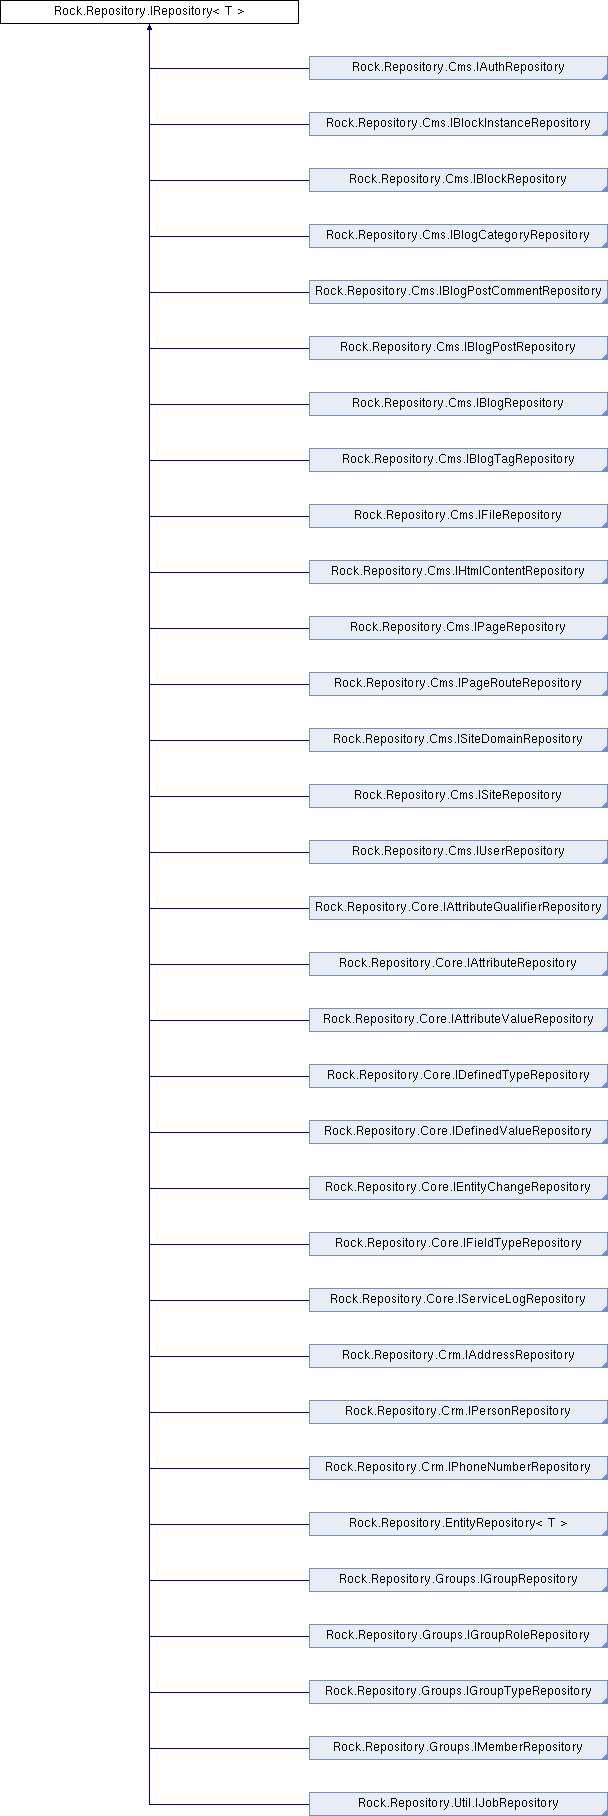 Rock.Repository.IRepository< T >
Rock.Repository.Cms.IAuthRepository
Rock.Repository.Cms.IBlockInstanceRepository
Rock.Repository.Cms.IBlockRepository
Rock.Repository.Cms.IBlogCategoryRepository
Rock.Repository.Cms.IBlogPostCommentRepository
Rock.Repository.Cms.IBlogPostRepository
Rock.Repository.Cms.IBlogRepository
Rock.Repository.Cms.IBlogTagRepository
Rock.Repository.Cms.IFileRepository
Rock.Repository.Cms.IHtmlContentRepository
Rock.Repository.Cms.IPageRepository
Rock.Repository.Cms.IPageRouteRepository
Rock.Repository.Cms.ISiteDomainRepository
Rock.Repository.Cms.ISiteRepository
Rock.Repository.Cms.IUserRepository
Rock.Repository.Core.IAttributeQualifierRepository
Rock.Repository.Core.IAttributeRepository
Rock.Repository.Core.IAttributeValueRepository
Rock.Repository.Core.IDefinedTypeRepository
Rock.Repository.Core.IDefinedValueRepository
Rock.Repository.Core.IEntityChangeRepository
Rock.Repository.Core.IFieldTypeRepository
Rock.Repository.Core.IServiceLogRepository
Rock.Repository.Crm.IAddressRepository
Rock.Repository.Crm.IPersonRepository
Rock.Repository.Crm.IPhoneNumberRepository
Rock.Repository.EntityRepository< T >
Rock.Repository.Groups.IGroupRepository
Rock.Repository.Groups.IGroupRoleRepository
Rock.Repository.Groups.IGroupTypeRepository
Rock.Repository.Groups.IMemberRepository
Rock.Repository.Util.IJobRepository